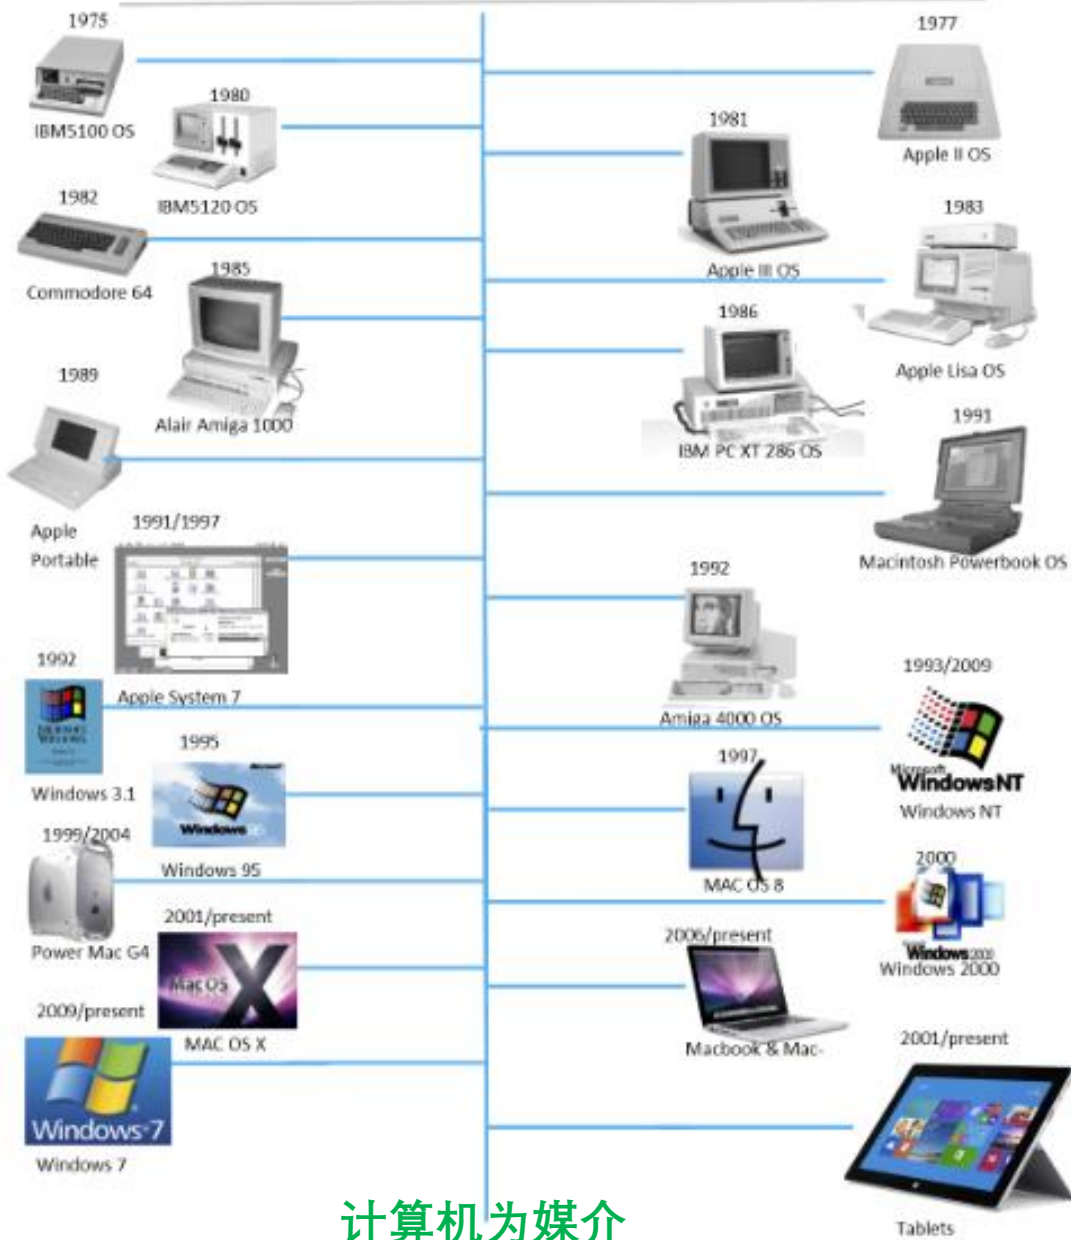 1975
1977
IBM5100 OS
1980
Apple II OS
1981
IBM5120 OS
1982
1983
Commodore 64
1985
Apple III OS
1986
Apple Lisa OS
1989
Alair Amiga 1000
1991
IBM PC XT 286 OS
Apple
Portable
1991/1997
Macintosh Powerbook OS
1992
1992
Apple System 7
1993/2009
Amiga 4000 OS
1995
Microsoft
WindowsNT
Windows NT
Windows 3.1
Microsoft
Windows 95
Windows 95
1997
MAC OS 8
1999/2004
2000
Power Mac G4
2001/present
Windows 2000
Windows 2000
2006/present
Mac OS X
MAC OS X
2009/present
Macbook & Mac-
2001/present
Windows 7
Windows 7
Tablets
计算机为媒介